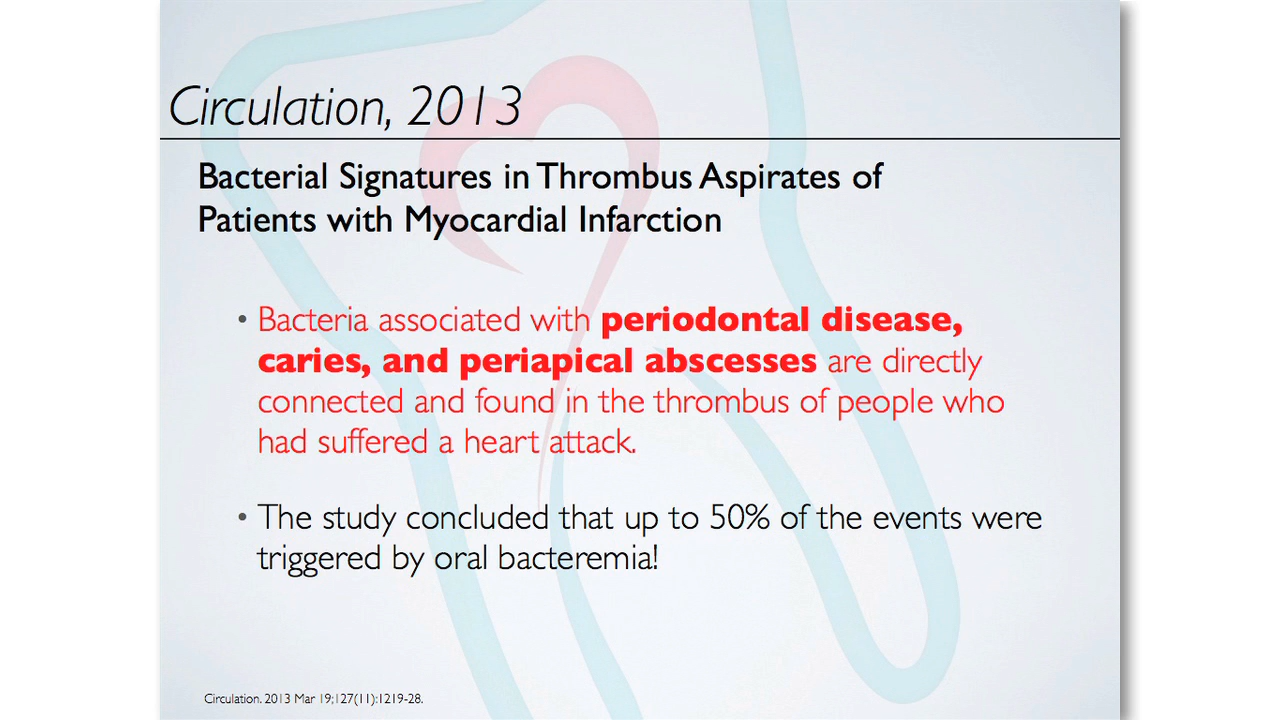 Circulation, 2013
Bacterial Signatures in Thrombus Aspirates of
Patients with Myocardial Infarction
• Bacteria associated with periodontal disease,
caries, and periapical abscesses are directly
connected and found in the thrombus of people who
had suffered a heart attack.
• The study concluded that up to 50% of the events were
triggered by oral bacteremia!
Circulation. 2013 Mar 19;127(11):1219-28.